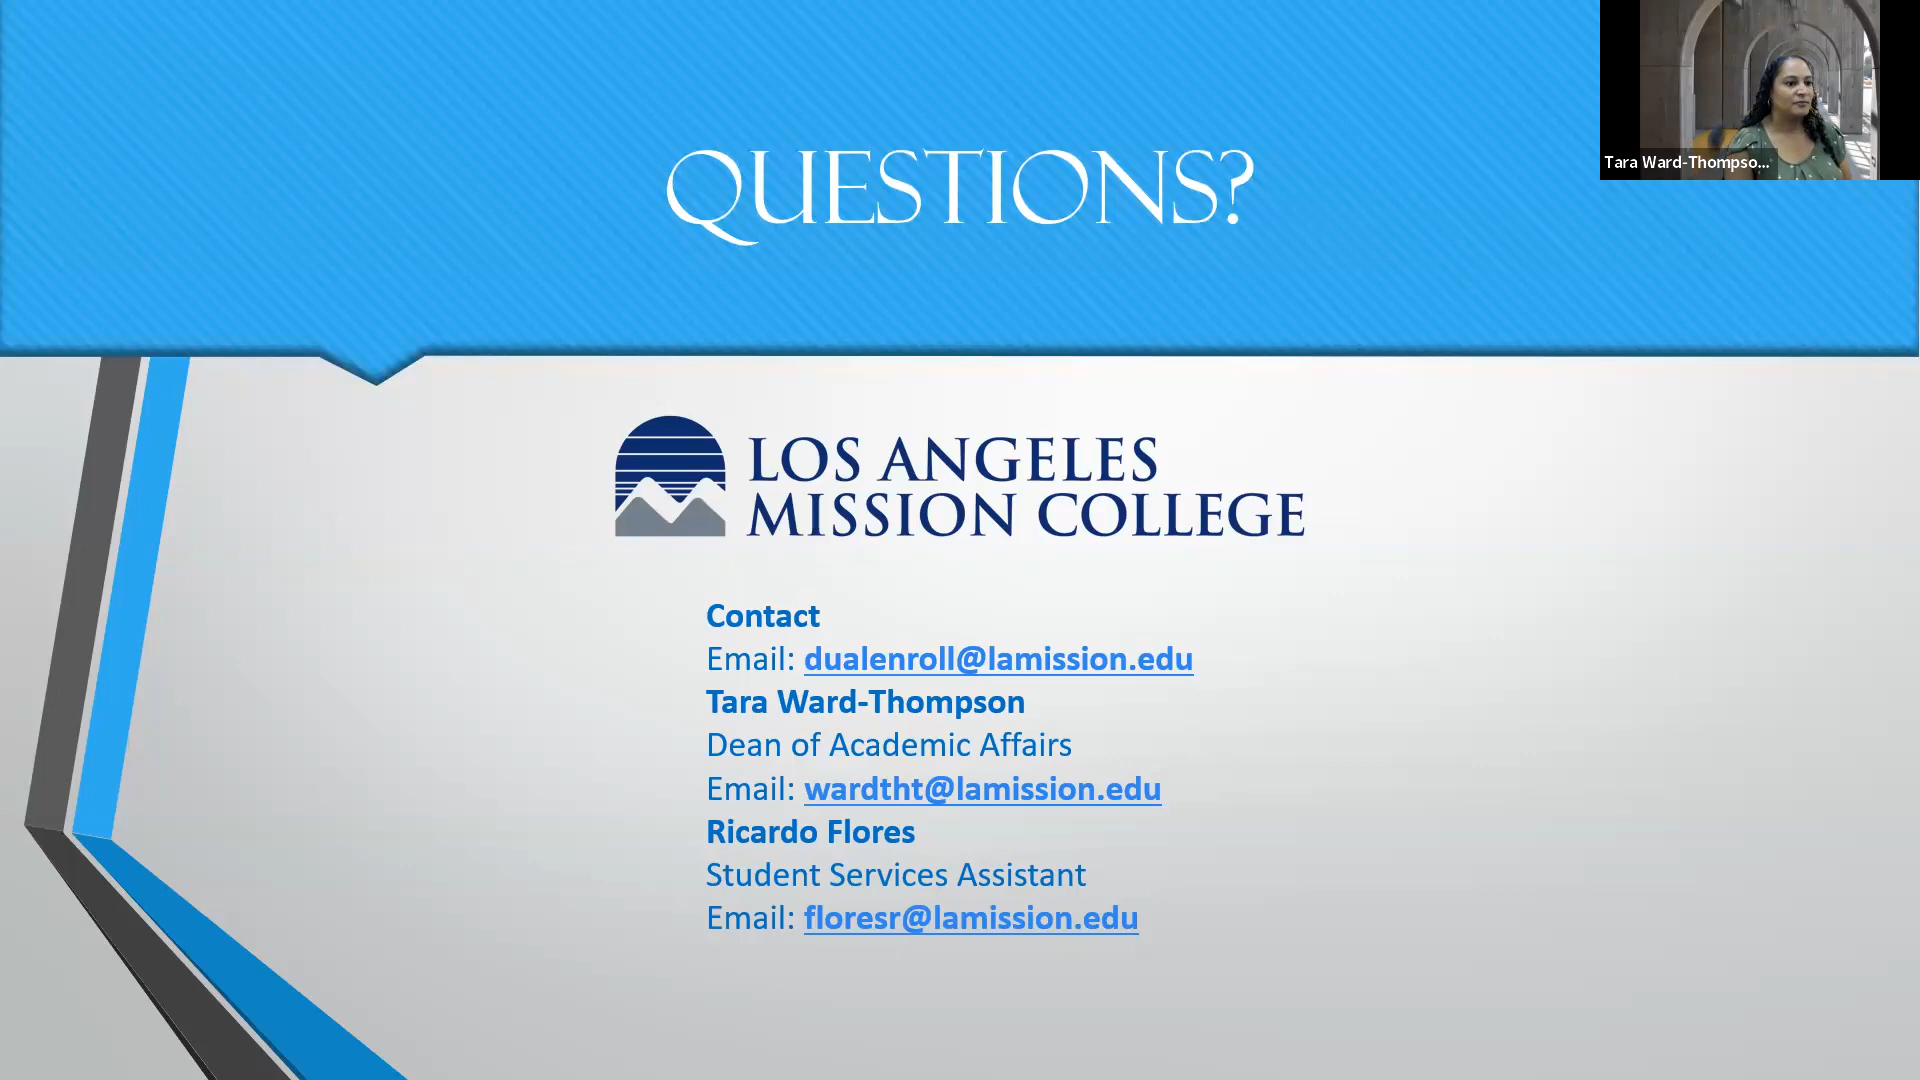 QUESTIONS?
Tara Ward-Thompso...
LOS ANGELES
MISSION COLLEGE
Contact
Email: dualenroll@lamission.edu
Tara Ward-Thompson
Dean of Academic Affairs
Email: wardtht@lamission.edu
Ricardo Flores
Student Services Assistant
Email: floresr@lamission.edu